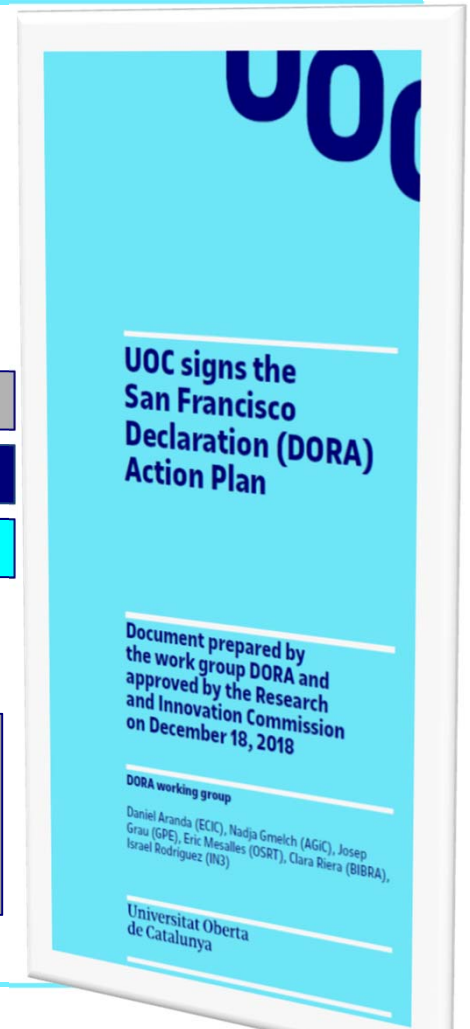 UOC
UOC signs the
San Francisco
Declaration (DORA)
Action Plan
Document prepared by
the work group DORA and
approved by the Research
and Innovation Commission
on December 18, 2018
DORA working group
Daniel Aranda (ECIC), Nadja Gmelch (AGiC), Josep
Grau (GPE), Eric Mesalles (OSRT), Clara Riera (BIBRA),
Israel Rodríguez (IN3)
Universitat Oberta
de Catalunya